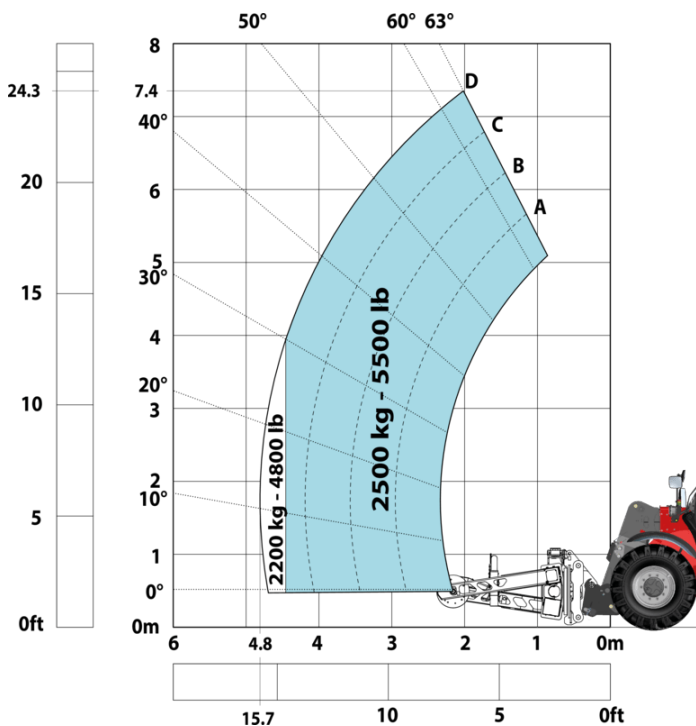 50° 60° 63°
8
24.3 7.4 D
40° C
20 6 B
A
5
15 30°
4
10 20°
3
2500 kg - 5500 lb
2200 kg - 4800 lb
2
10°
5
1
0°
0ft 0m
6 4.8 4 3 2 1 0m
15.7 10 5 0ft